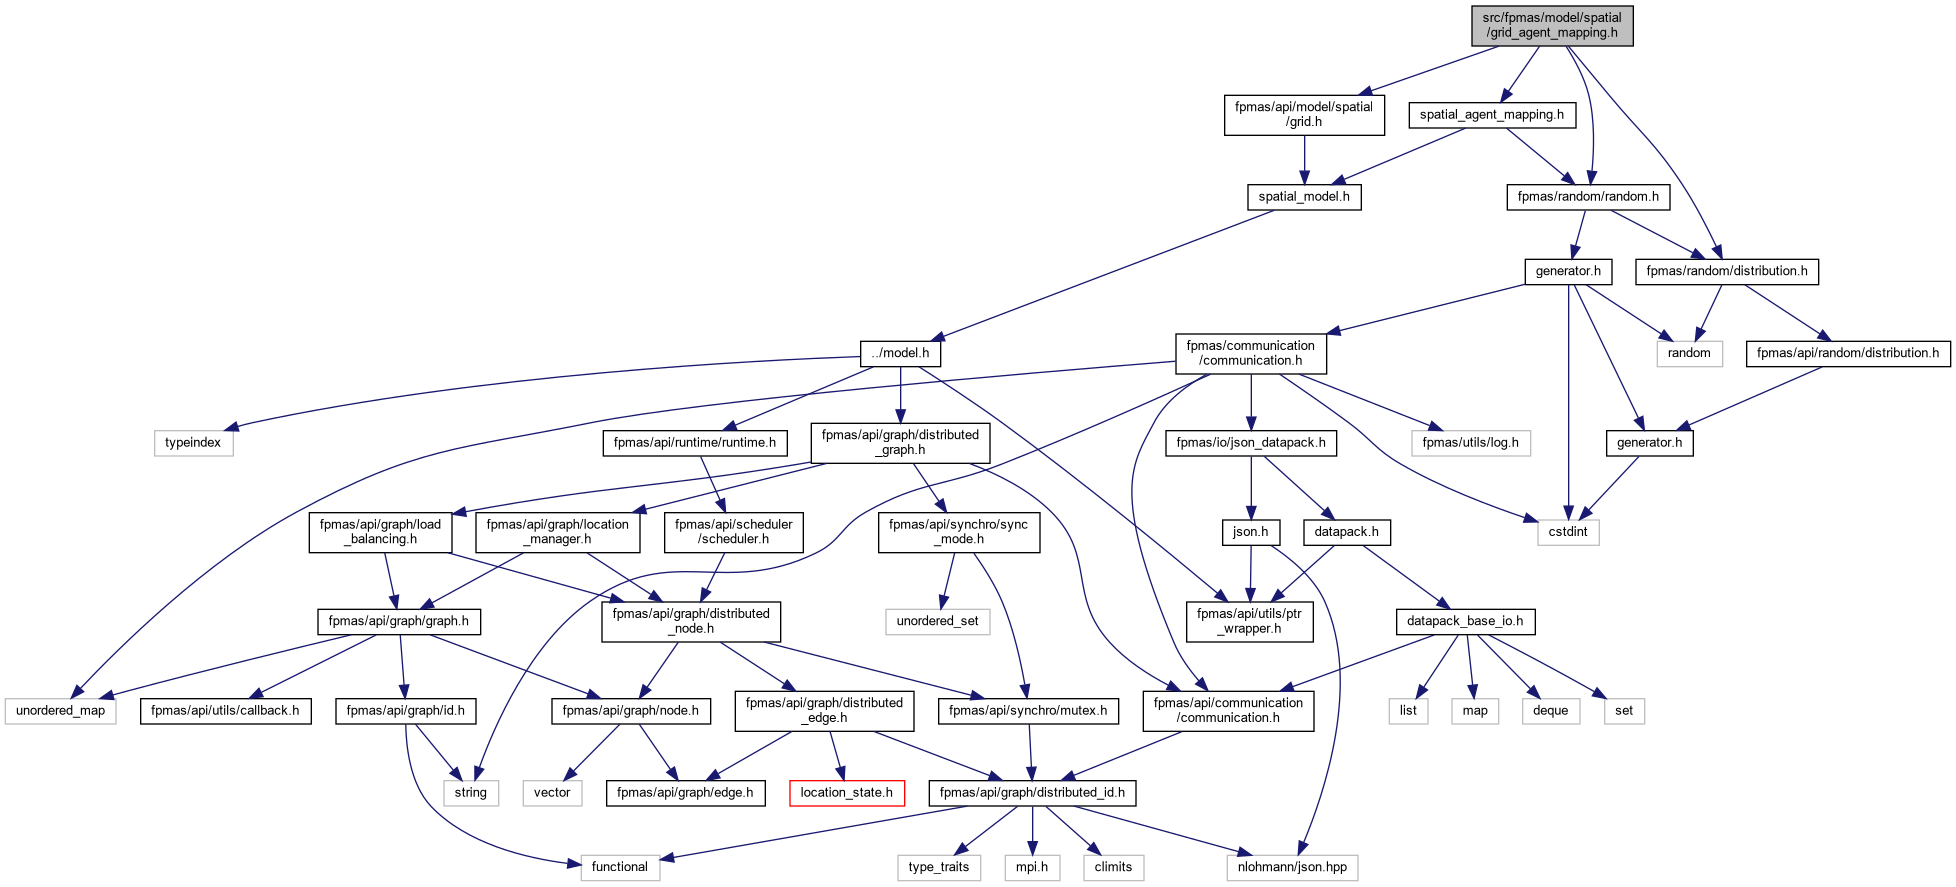 src/fpmas/model/spatial
/grid_agent_mapping.h
fpmas/api/model/spatial
/grid.h
spatial_agent_mapping.h
spatial_model.h
fpmas/random/random.h
generator.h
fpmas/random/distribution.h
../model.h
fpmas/communication
/communication.h
random
fpmas/api/random/distribution.h
typeindex
fpmas/api/runtime/runtime.h
fpmas/api/graph/distributed
_graph.h
fpmas/io/json_datapack.h
fpmas/utils/log.h
generator.h
fpmas/api/graph/load
_balancing.h
fpmas/api/graph/location
_manager.h
fpmas/api/scheduler
/scheduler.h
fpmas/api/synchro/sync
_mode.h
json.h
datapack.h
cstdint
fpmas/api/graph/graph.h
fpmas/api/graph/distributed
_node.h
unordered_set
fpmas/api/utils/ptr
_wrapper.h
datapack_base_io.h
unordered_map
fpmas/api/utils/callback.h
fpmas/api/graph/id.h
fpmas/api/graph/node.h
fpmas/api/graph/distributed
_edge.h
fpmas/api/synchro/mutex.h
fpmas/api/communication
/communication.h
list
map
deque
set
string
vector
fpmas/api/graph/edge.h
location_state.h
fpmas/api/graph/distributed_id.h
functional
type_traits
mpi.h
climits
nlohmann/json.hpp